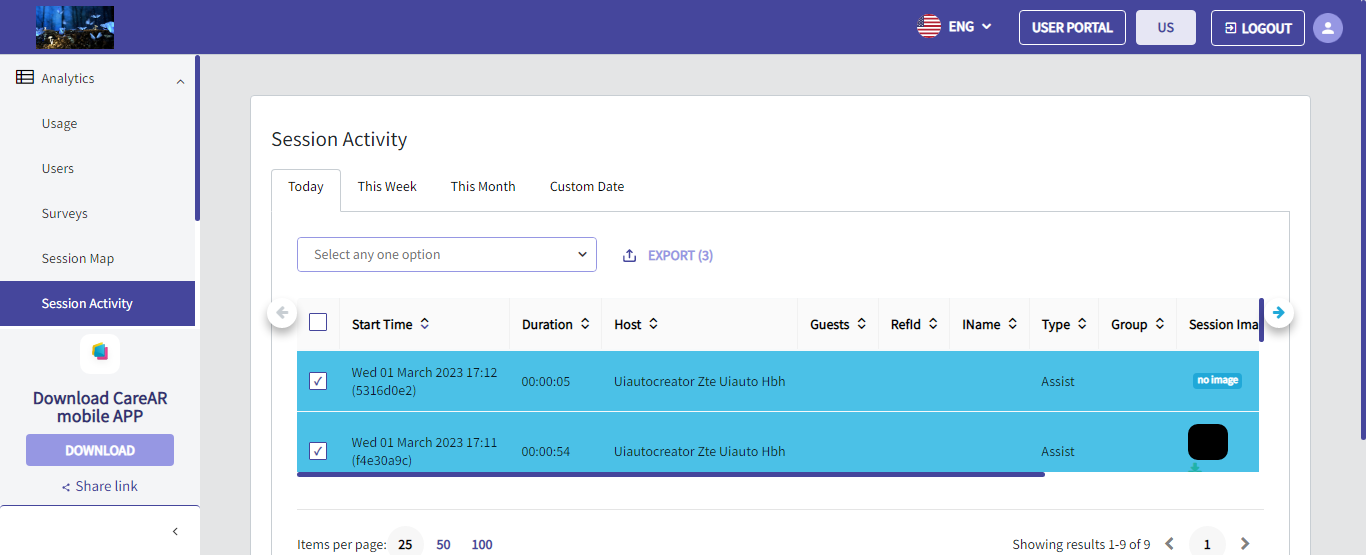 ENG
USER PORTAL
US
LOGOUT
Analytics
Usage
Users
Surveys
Session Map
Session Activity
Download CareAR
mobile APP
DOWNLOAD
Share link
Session Activity
Today This Week This Month Custom Date
Select any one option
EXPORT (3)
Start Time Duration Host Guests RefId IName Type Group Session Ima
Wed 01 March 2023 17:12
(5316d0e2)
00:00:05
Uiautocreator Zte Uiauto Hbh
Assist
no image
Wed 01 March 2023 17:11
(f4e30a9c)
00:00:54
Uiautocreator Zte Uiauto Hbh
Assist
Items per page: 25 50 100
Showing results 1-9 of 9
1